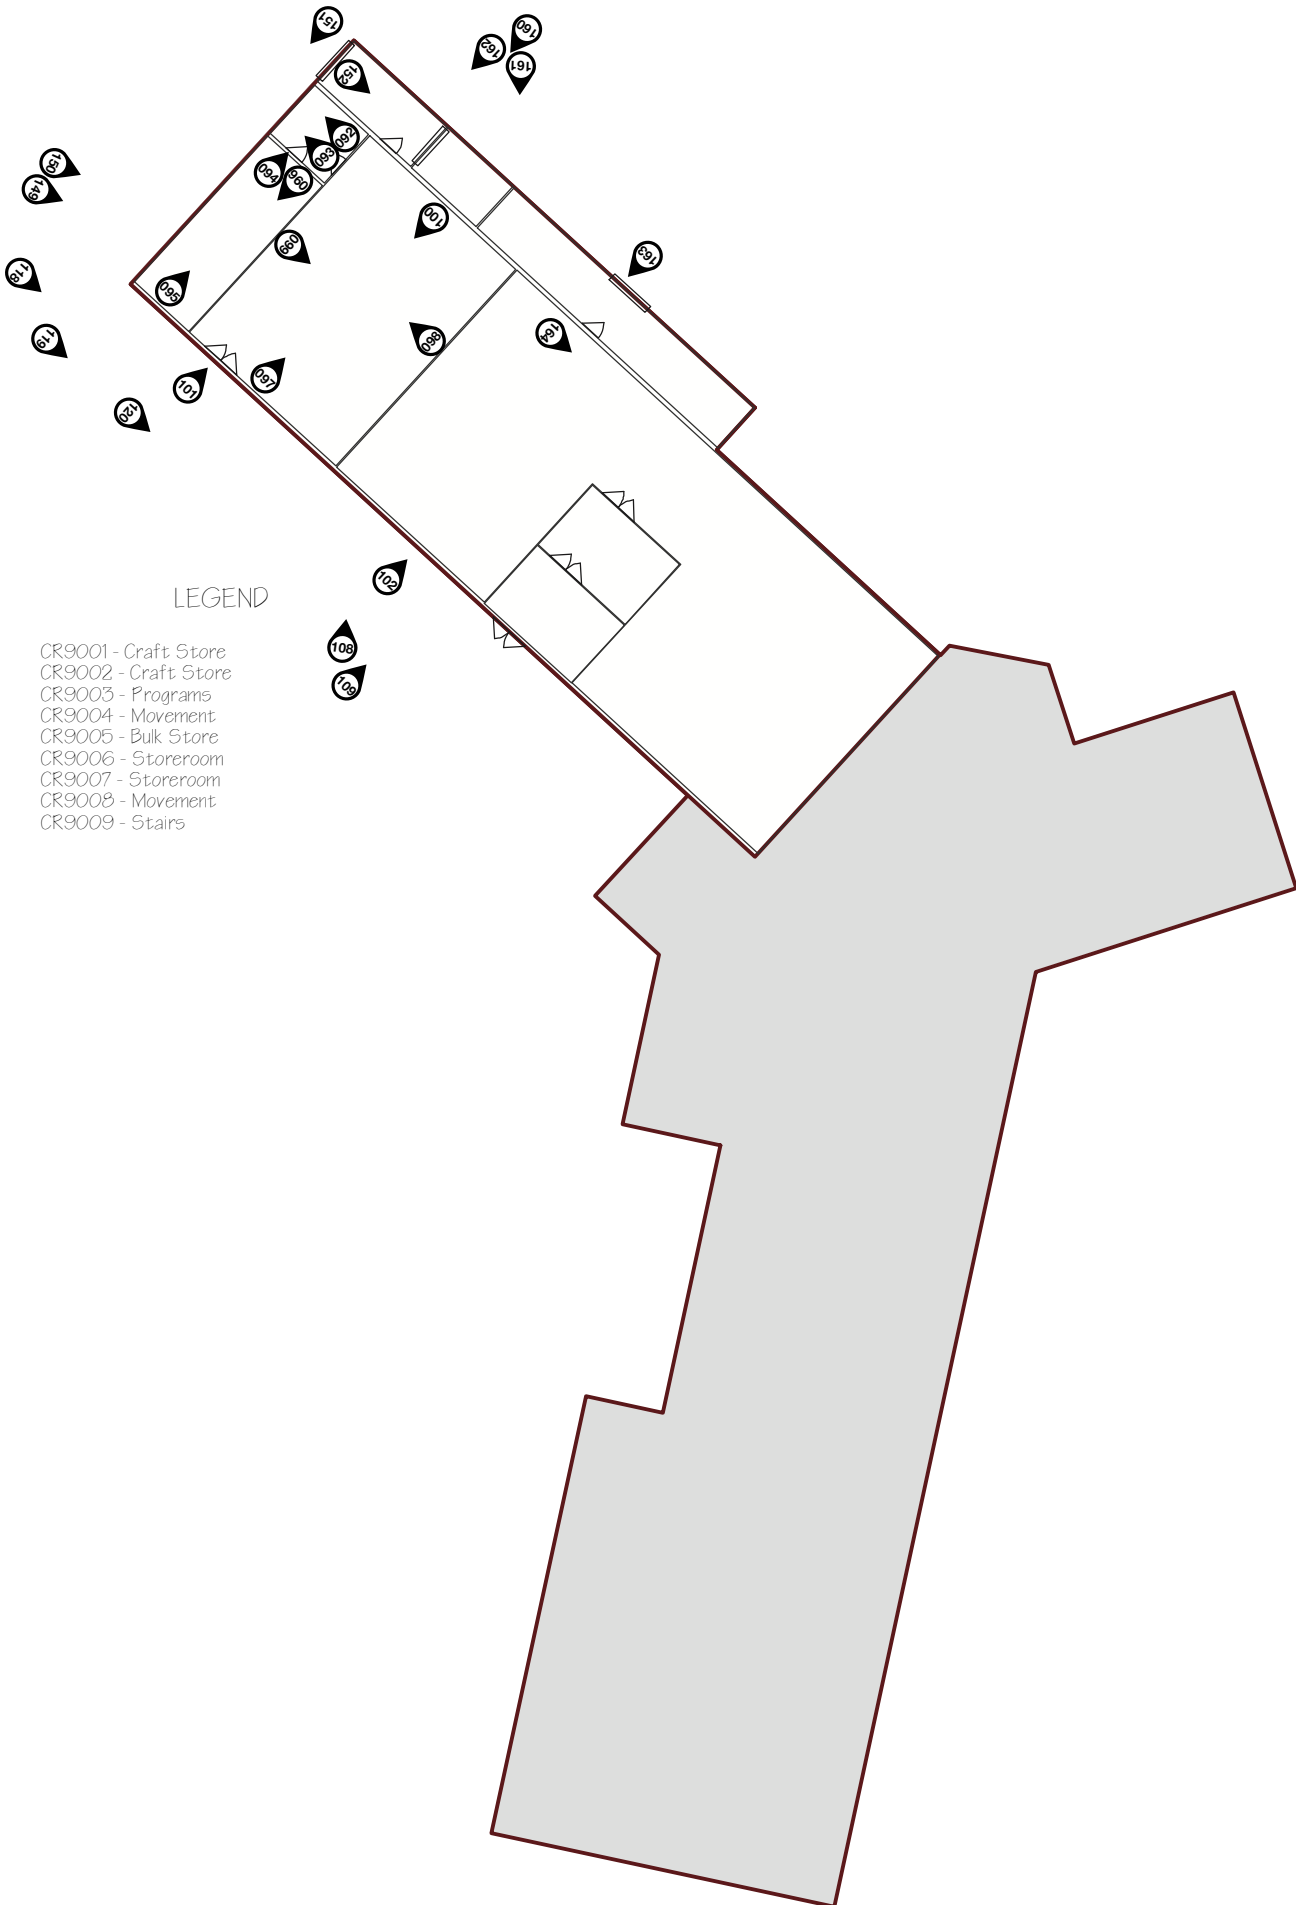 151
160
162
161
152
092
093
094
096
150
149
100
099
163
118
095
164
098
119
097
101
120
102
LEGEND
108
109
CR9001 - Craft Store
CR9002 - Craft Store
CR9003 - Programs
CR9004 - Movement
CR9005 - Bulk Store
CR9006 - Storeroom
CR9007 - Storeroom
CR9008 - Movement
CR9009 - Stairs